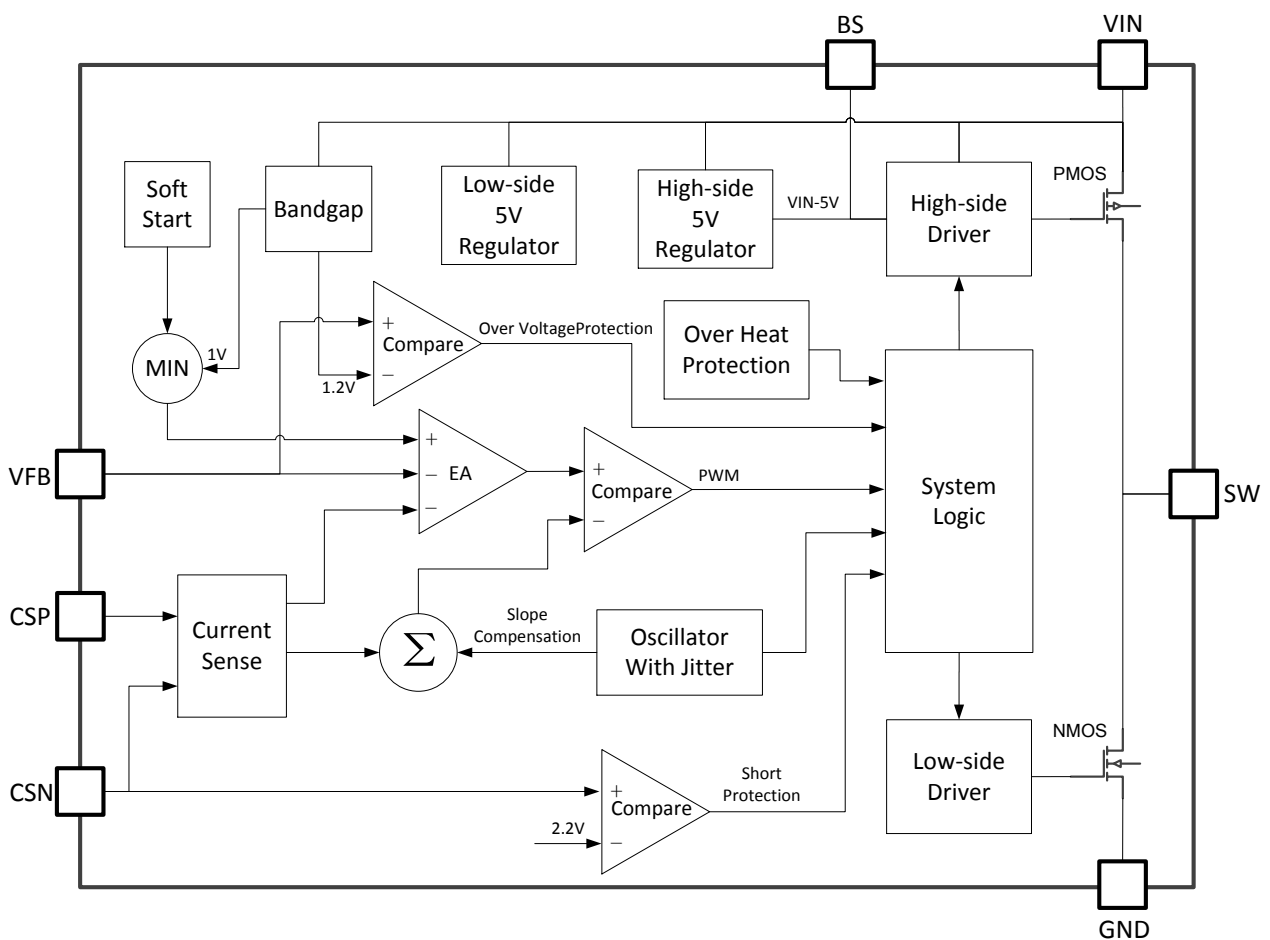 BS
VIN
Soft
Start
Bandgap
Low-side
5V
Regulator
High-side
5V
Regulator
VIN-5V
High-side
Driver
PMOS
MIN
1V
+
Compare
−
1.2V
Over VoltageProtection
Over Heat
Protection
VFB
+
−
EA
−
+
Compare
−
PWM
System
Logic
SW
CSP
Current
Sense
Σ
Slope
Compensation
Oscillator
With Jitter
CSN
+
Compare
−
2.2V
Short
Protection
Low-side
Driver
NMOS
GND